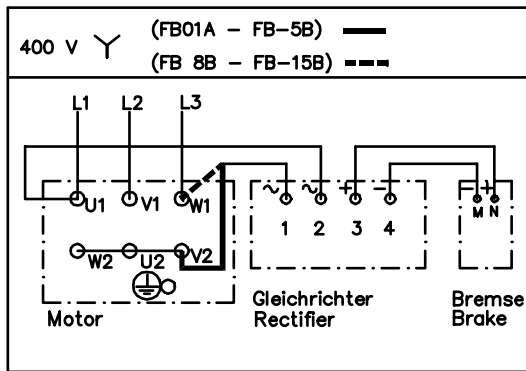 400 V
(FB01A - FB-5B)
(FB 8B - FB-15B)
L1 L2 L3
U1 V1 W1
~ ~ + -
- +
1 2 3 4
M N
W2 U2 V2
Motor
Gleichrichter
Rectifier
Bremse
Brake